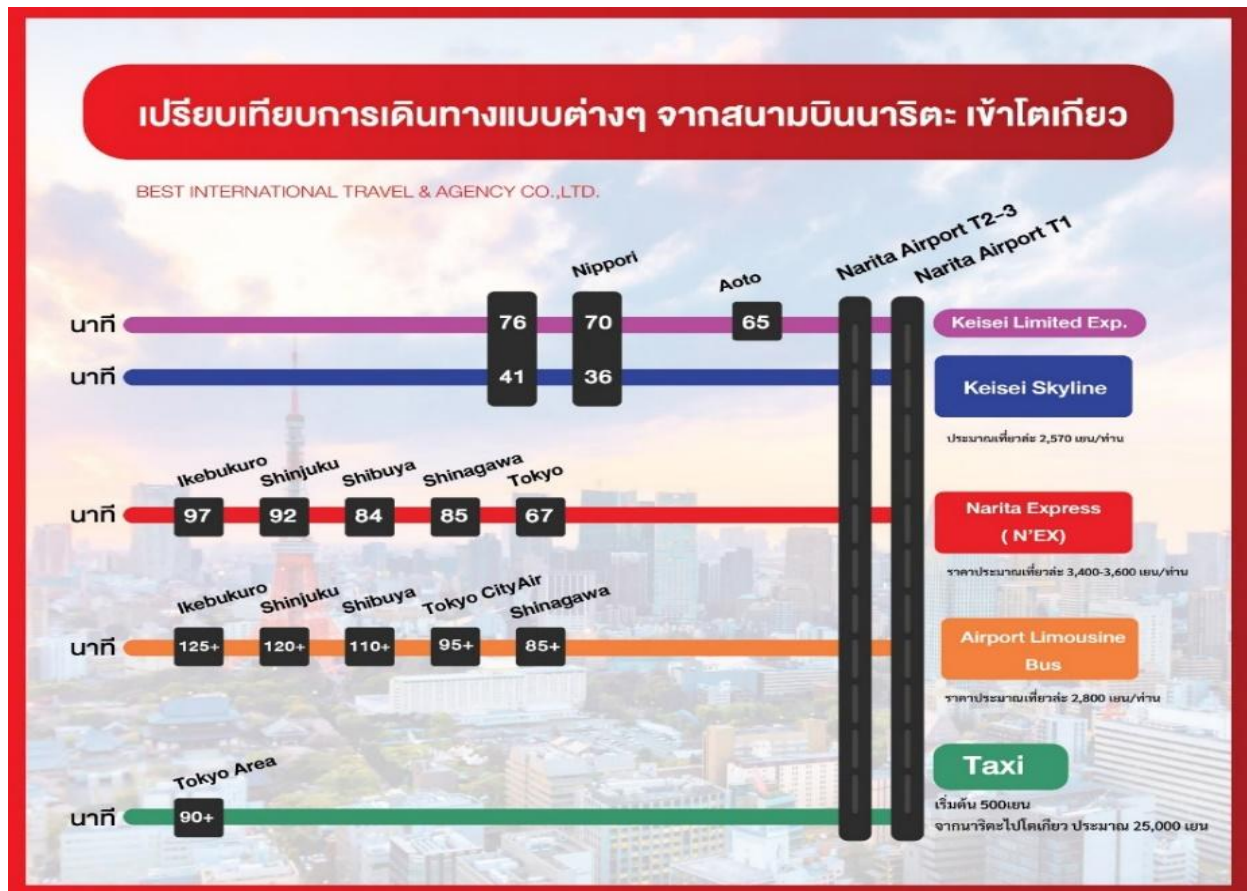 เปรียบเทียบการเดินทางแบบต่างๆ จากสนามบินนาริตะ เข้าโตเกียว
BEST INTERNATIONAL TRAVEL & AGENCY CO.,LTD.
Nippori
Aoto
Narita Airport T2-3
Narita Airport T1
นาที
76
70
65
Keisei Limited Exp.
นาที
41
36
Keisei Skyline
ประมาณเที่ยวล่ะ 2,570 เยน/ท่าน
Ikebukuro
Shinjuku
Shibuya
Shinagawa
Tokyo
นาที
97
92
84
85
67
Narita Express
( N'EX)
ราคาประมาณเที่ยวล่ะ 3,400-3,600 เยน/ท่าน
Ikebukuro
Shinjuku
Shibuya
Tokyo CityAir
Shinagawa
นาที
125+
120+
110+
95+
85+
Airport Limousine
Bus
ราคาประมาณเที่ยวล่ะ 2,800 เยน/ท่าน
Tokyo Area
นาที
90+
Taxi
เริ่มต้น 500เยน
จากนาริตะไปโตเกียว ประมาณ 25,000 เยน